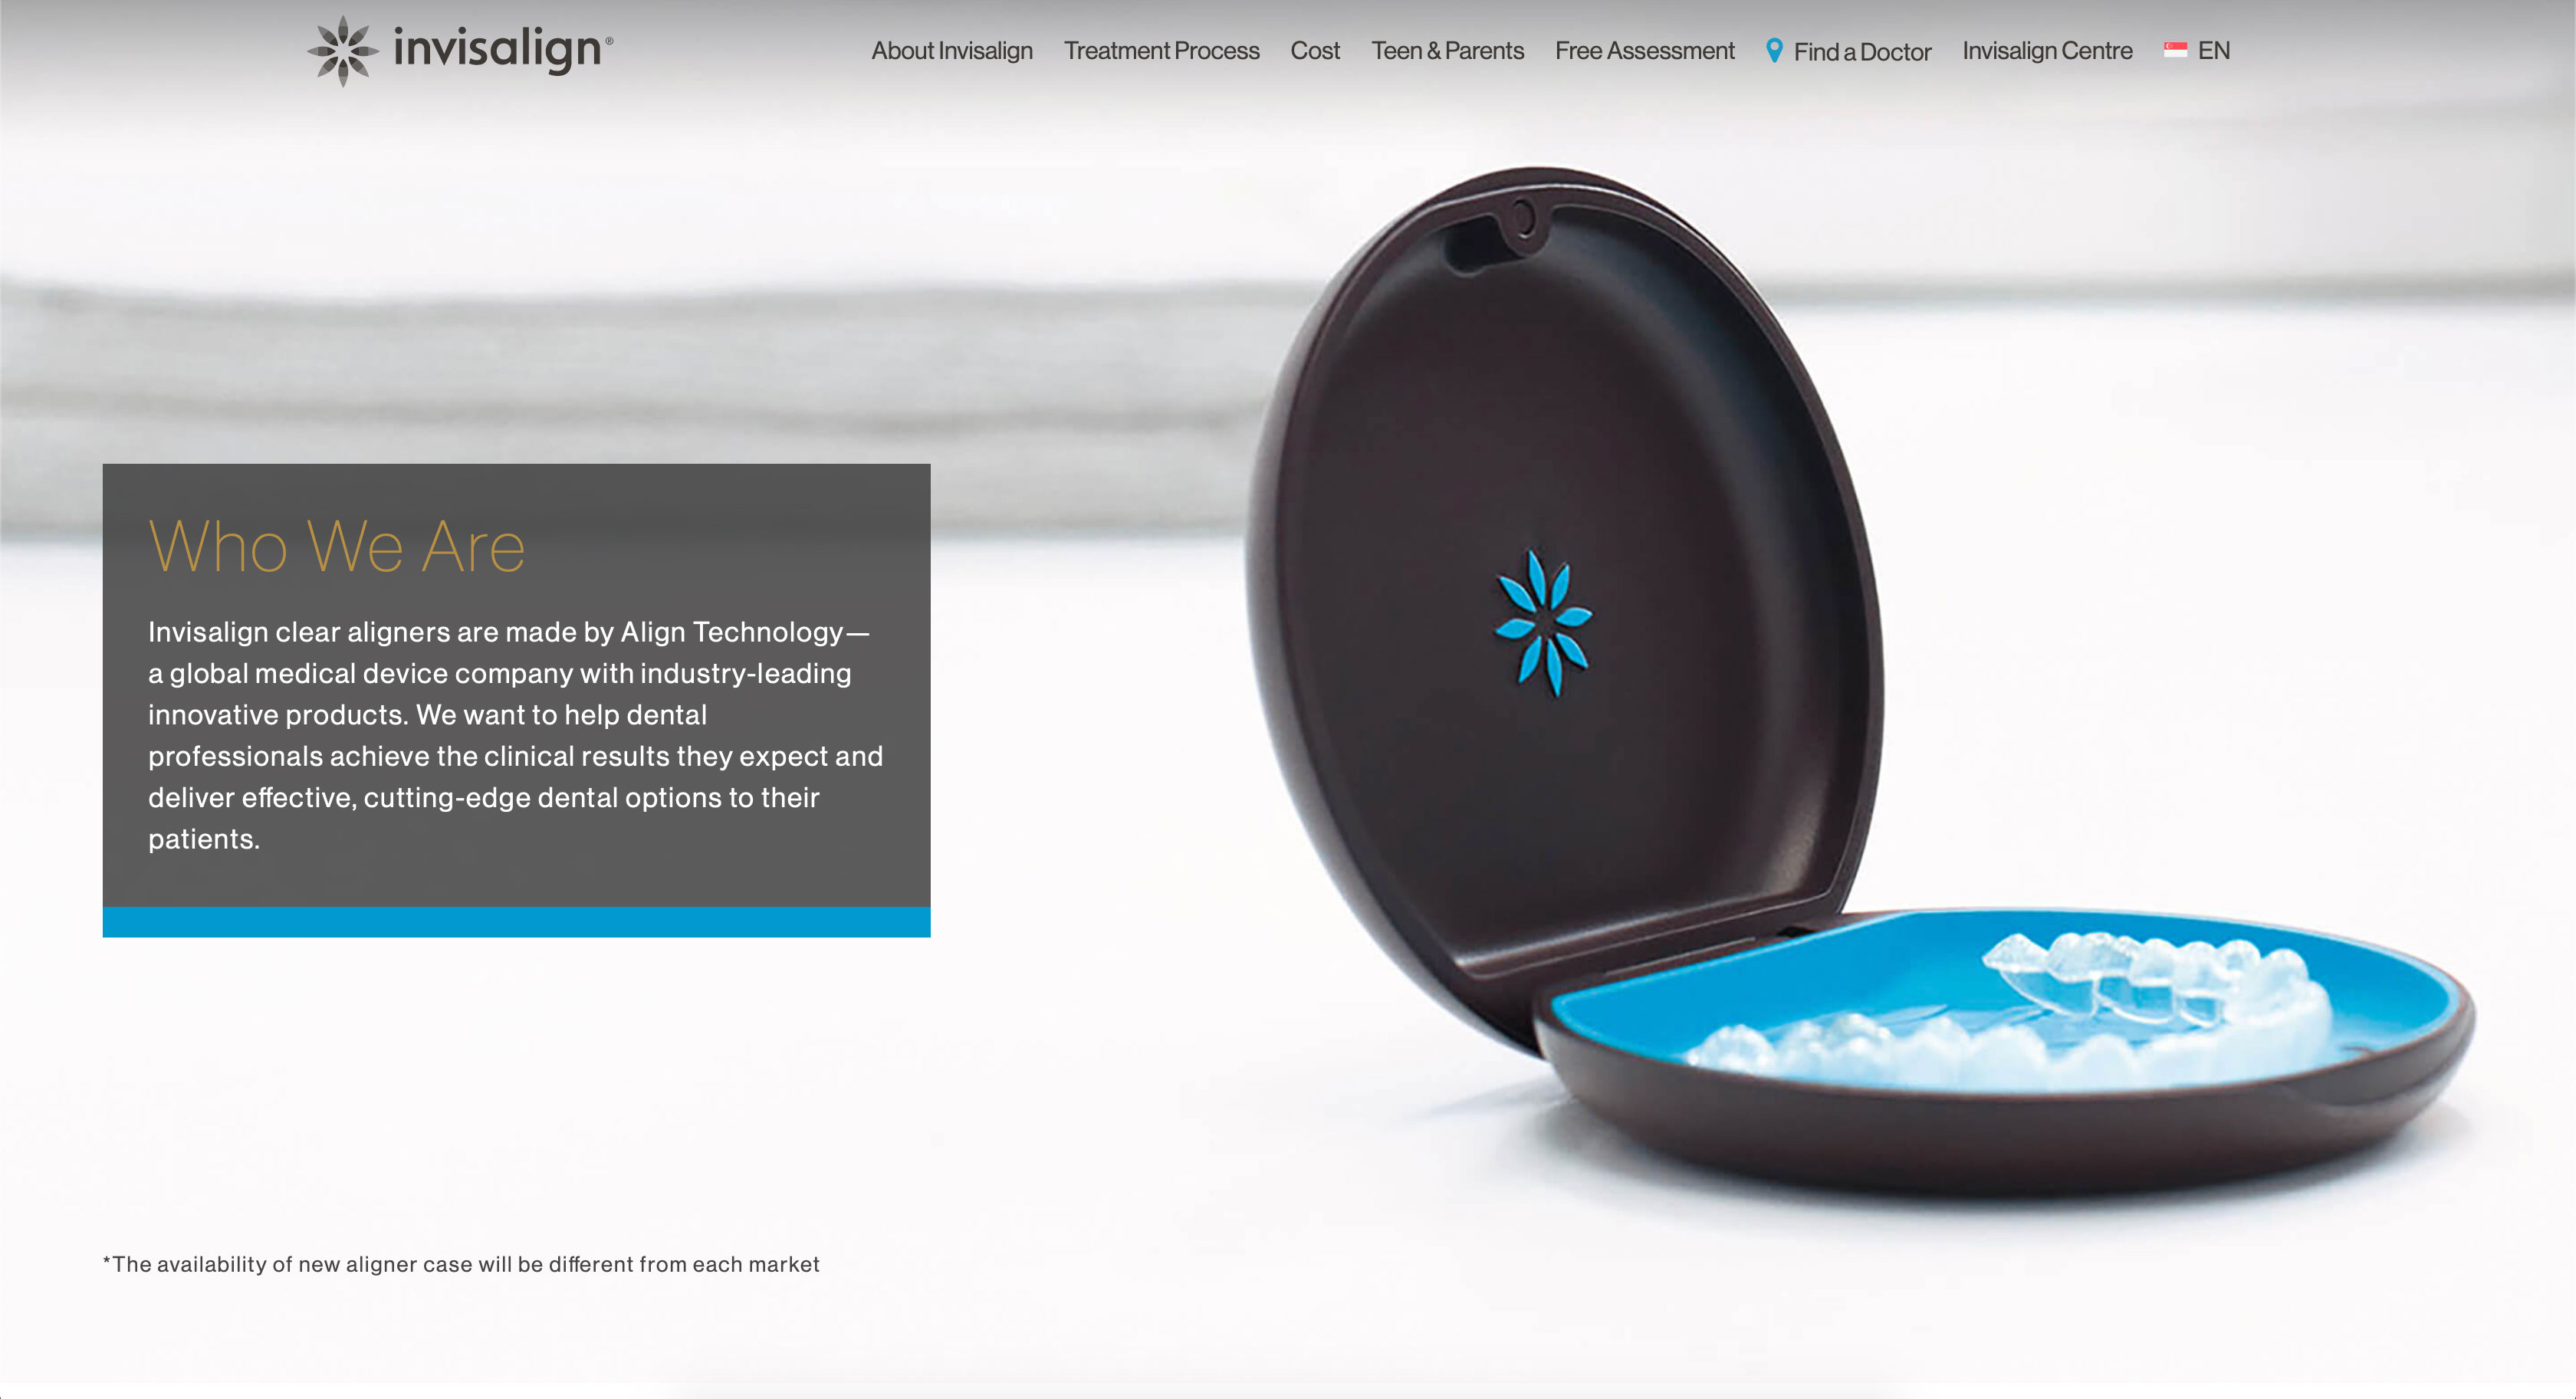 invisalign®
About Invisalign
Treatment Process
Cost
Teen & Parents
Free Assessment
Find a Doctor
Invisalign Centre
EN
Who We Are
Invisalign clear aligners are made by Align Technology—
a global medical device company with industry-leading
innovative products. We want to help dental
professionals achieve the clinical results they expect and
deliver effective, cutting-edge dental options to their
patients.
*The availability of new aligner case will be different from each market